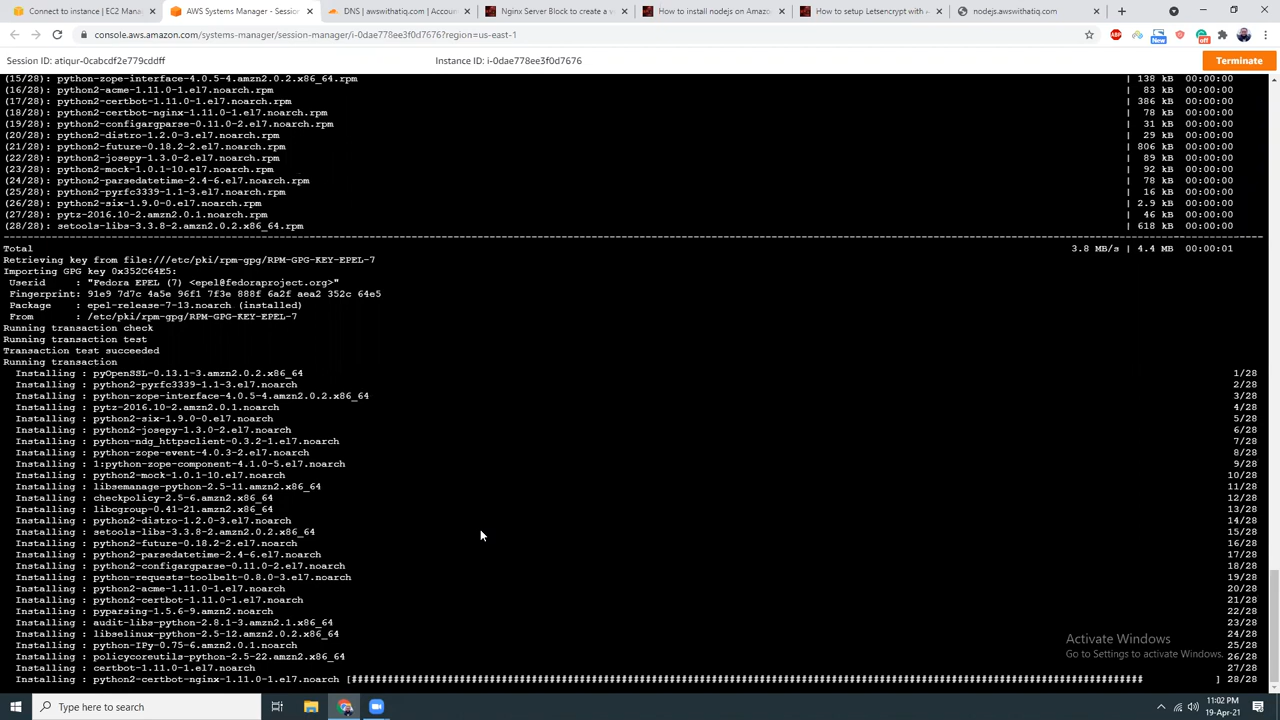 Connect to instance | EC2 Mana
AWS Systems Manager - Session
DNS | awswithatiq.com | Accoun
Nginx Server Block to create a v
How to install nodejs on Amazon
How to setup Letsencrypt with A
nodejs.awswithatiq.com
console.aws.amazon.com/systems-manager/session-manager/i-0dae778ee3f0d7676?region=us-east-1
ABP
New
Session ID: atiqur-0cabcdf2e779cddff
Instance ID: i-0dae778ee3f0d7676
Terminate
(15/28): python-zope-interface-4.0.5-4.amzn2.0.2.x86_64.rpm | 138 kB 00:00:00
(16/28): python2-acme-1.11.0-1.el7.noarch.rpm | 83 kB 00:00:00
(17/28): python2-certbot-1.11.0-1.el7.noarch.rpm | 386 kB 00:00:00
(18/28): python2-certbot-nginx-1.11.0-1.el7.noarch.rpm | 78 kB 00:00:00
(19/28): python2-configargparse-0.11.0-2.el7.noarch.rpm | 31 kB 00:00:00
(20/28): python2-distro-1.2.0-3.el7.noarch.rpm | 29 kB 00:00:00
(21/28): python2-future-0.18.2-2.el7.noarch.rpm | 806 kB 00:00:00
(22/28): python2-josepy-1.3.0-2.el7.noarch.rpm | 89 kB 00:00:00
(23/28): python2-mock-1.0.1-10.el7.noarch.rpm | 92 kB 00:00:00
(24/28): python2-parsedatetime-2.4-6.el7.noarch.rpm | 78 kB 00:00:00
(25/28): python2-pyrfc3339-1.1-3.el7.noarch.rpm | 16 kB 00:00:00
(26/28): python2-six-1.9.0-0.el7.noarch.rpm | 2.9 kB 00:00:00
(27/28): pytz-2016.10-2.amzn2.0.1.noarch.rpm | 46 kB 00:00:00
(28/28): setools-libs-3.3.8-2.amzn2.0.2.x86_64.rpm | 618 kB 00:00:00
Total 3.8 MB/s | 4.4 MB 00:00:01
Retrieving key from file:///etc/pki/rpm-gpg/RPM-GPG-KEY-EPEL-7
Importing GPG key 0x352C64E5:
Userid : "Fedora EPEL (7) <epel@fedoraproject.org>"
Fingerprint: 91e9 7d7c 4a5e 96f1 7f3e 888f 6a2f aea2 352c 64e5
Package : epel-release-7-13.noarch (installed)
From : /etc/pki/rpm-gpg/RPM-GPG-KEY-EPEL-7
Running transaction check
Running transaction test
Transaction test succeeded
Running transaction
Installing : pyOpenSSL-0.13.1-3.amzn2.0.2.x86_64 1/28
Installing : python2-pyrfc3339-1.1-3.el7.noarch 2/28
Installing : python-zope-interface-4.0.5-4.amzn2.0.2.x86_64 3/28
Installing : pytz-2016.10-2.amzn2.0.1.noarch 4/28
Installing : python2-six-1.9.0-0.el7.noarch 5/28
Installing : python2-josepy-1.3.0-2.el7.noarch 6/28
Installing : python-ndg_httpsclient-0.3.2-1.el7.noarch 7/28
Installing : python-zope-event-4.0.3-2.el7.noarch 8/28
Installing : 1:python-zope-component-4.1.0-5.el7.noarch 9/28
Installing : python2-mock-1.0.1-10.el7.noarch 10/28
Installing : libsemanage-python-2.5-11.amzn2.x86_64 11/28
Installing : checkpolicy-2.5-6.amzn2.x86_64 12/28
Installing : libcgroup-0.41-21.amzn2.x86_64 13/28
Installing : python2-distro-1.2.0-3.el7.noarch 14/28
Installing : setools-libs-3.3.8-2.amzn2.0.2.x86_64 15/28
Installing : python2-future-0.18.2-2.el7.noarch 16/28
Installing : python2-parsedatetime-2.4-6.el7.noarch 17/28
Installing : python2-configargparse-0.11.0-2.el7.noarch 18/28
Installing : python-requests-toolbelt-0.8.0-3.el7.noarch 19/28
Installing : python2-acme-1.11.0-1.el7.noarch 20/28
Installing : python2-certbot-1.11.0-1.el7.noarch 21/28
Installing : pyparsing-1.5.6-9.amzn2.noarch 22/28
Installing : audit-libs-python-2.8.1-3.amzn2.1.x86_64 23/28
Installing : libselinux-python-2.5-12.amzn2.0.2.x86_64 24/28
Installing : python-IPy-0.75-6.amzn2.0.1.noarch 25/28
Installing : policycoreutils-python-2.5-22.amzn2.x86_64 26/28
Installing : certbot-1.11.0-1.el7.noarch 27/28
Installing : python2-certbot-nginx-1.11.0-1.el7.noarch [####################################################################################################################################### ] 28/28
Activate Windows
Go to Settings to activate Windows.
Type here to search
11:02 PM
19-Apr-21